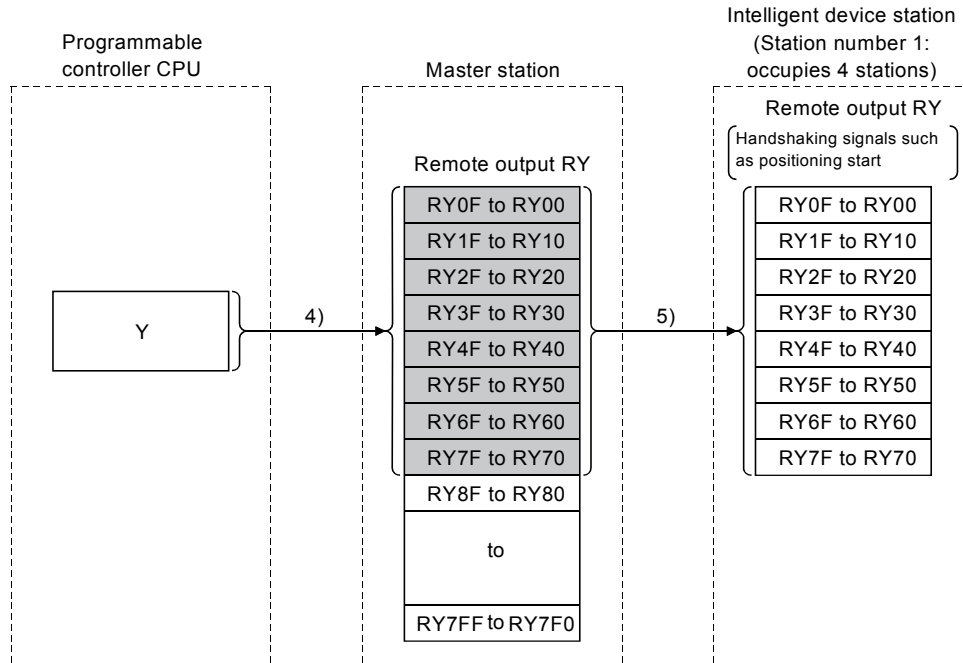 Programmable
controller CPU
Master station
Intelligent device station
(Station number 1:
occupies 4 stations)
Remote output RY
Handshaking signals such
as positioning start
Remote output RY
RY0F to RY00
RY1F to RY10
RY2F to RY20
RY3F to RY30
RY4F to RY40
RY5F to RY50
RY6F to RY60
RY7F to RY70
RY8F to RY80
to
RY7FF to RY7F0
Y
4)
5)
RY0F to RY00
RY1F to RY10
RY2F to RY20
RY3F to RY30
RY4F to RY40
RY5F to RY50
RY6F to RY60
RY7F to RY70